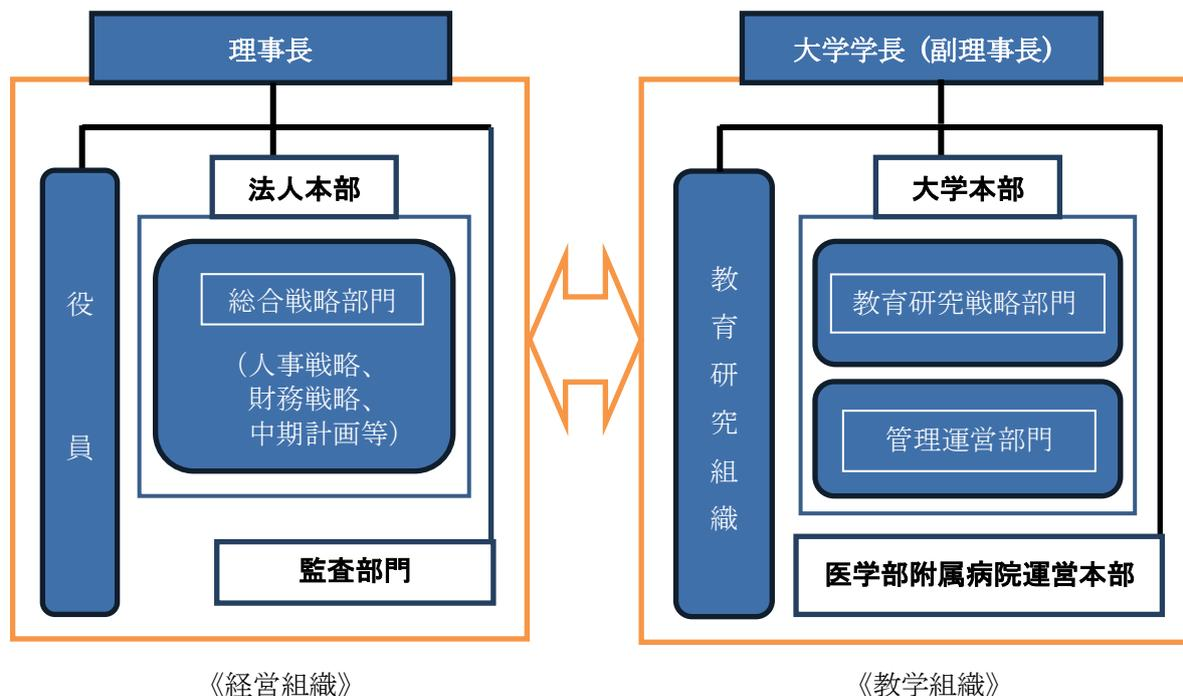 理事長
役員
法人本部
総合戦略部門
(人事戦略、
財務戦略、
中期計画等)
監査部門
《経営組織》
大学学長 (副理事長)
教育研究組織
大学本部
教育研究戦略部門
管理運営部門
医学部附属病院運営本部
《教学組織》